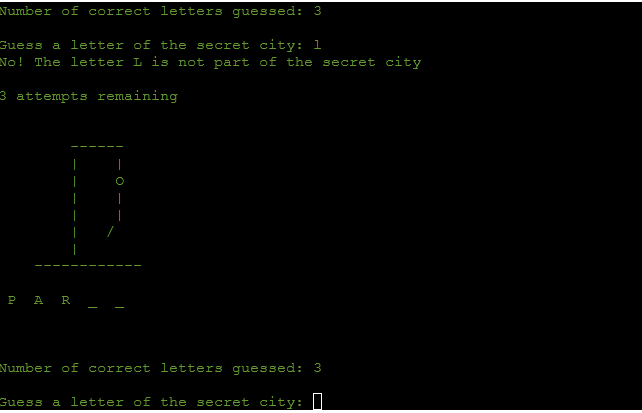 Number of correct letters guessed: 3
Guess a letter of the secret city: l
No! The letter L is not part of the secret city
3 attempts remaining
P A R _ _
Number of correct letters guessed: 3
Guess a letter of the secret city: